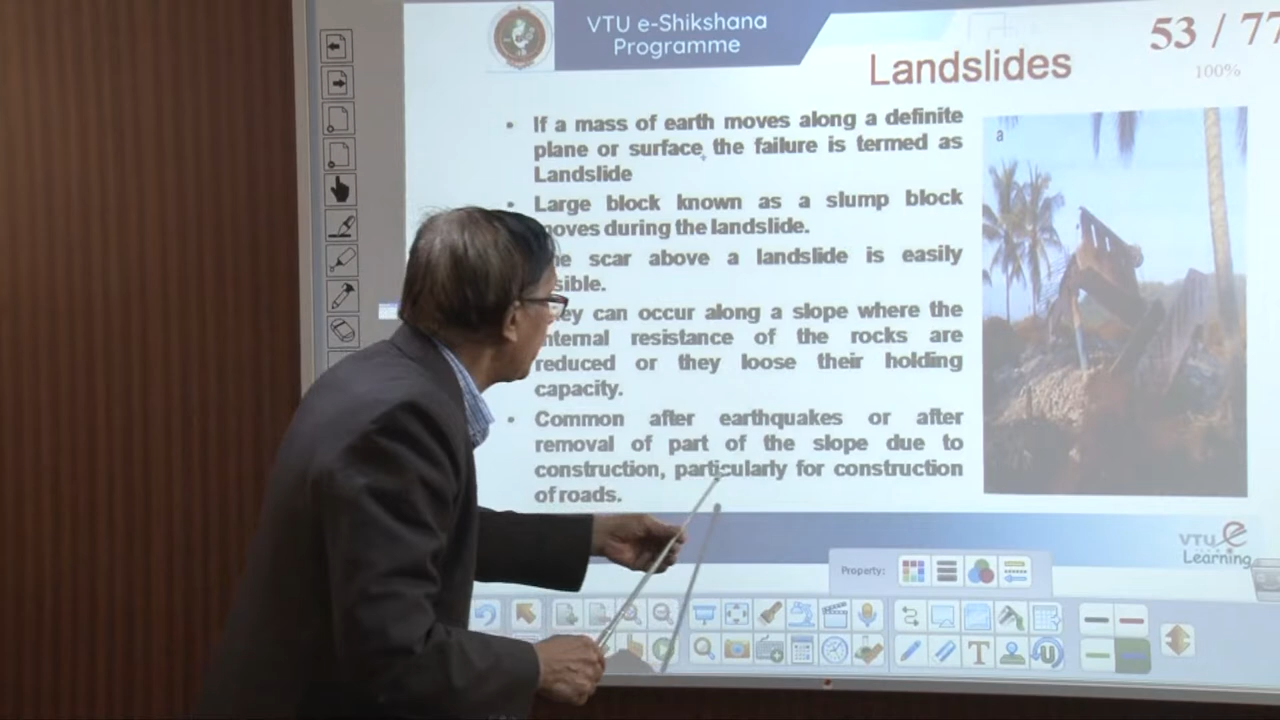 VTU e-Shikshana
Programme
53 / 77
100%
Landslides
• If a mass of earth moves along a definite
plane or surface the failure is termed as
Landslide
• Large block known as a slump block
moves during the landslide.
scar above a landslide is easily
can occur along a slope where the
internal resistance of the rocks are
reduced or they loose their holding
capacity.
• Common after earthquakes or after
removal of part of the slope due to
construction, particularly for construction
of roads.
a
VTU e
Learning
Property:
T